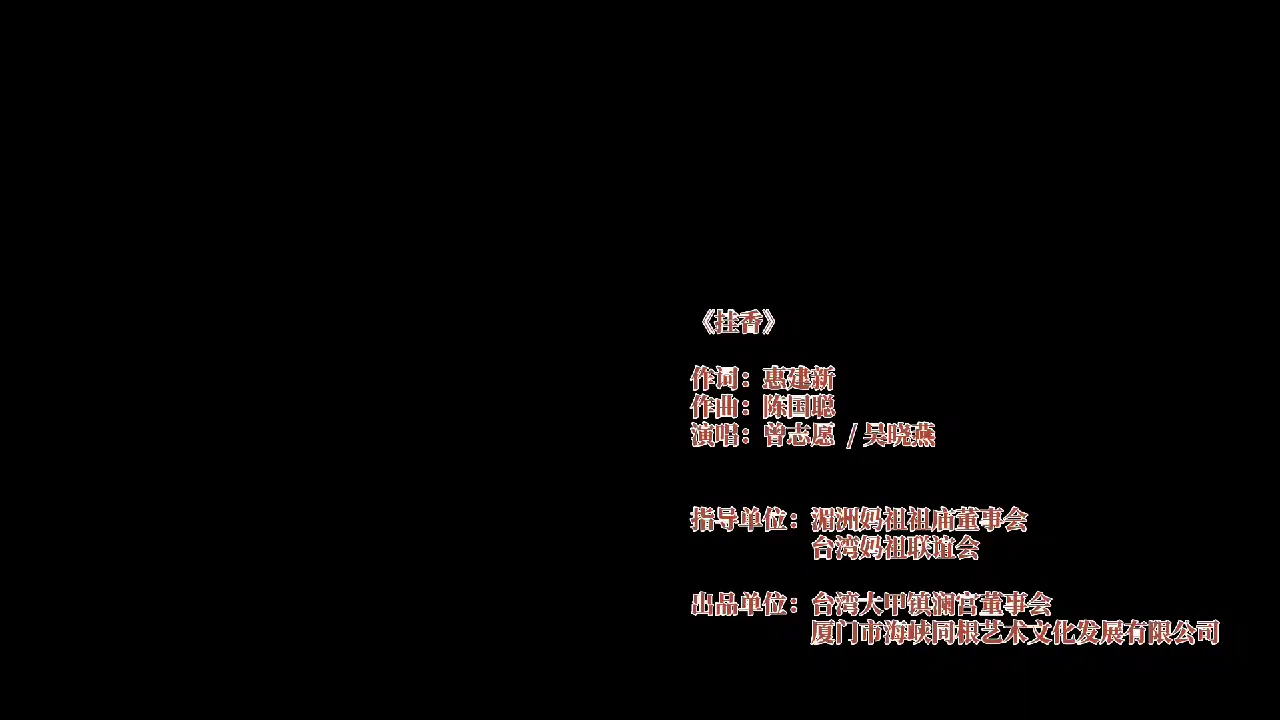 《挂香》
作词：惠建新
作曲：陈国聪
演唱：曾志愿 / 吴晓燕
指导单位：湄洲妈祖祖庙董事会
台湾妈祖联谊会
出品单位：台湾大甲镇澜宫董事会
厦门市海峡同根艺术文化发展有限公司